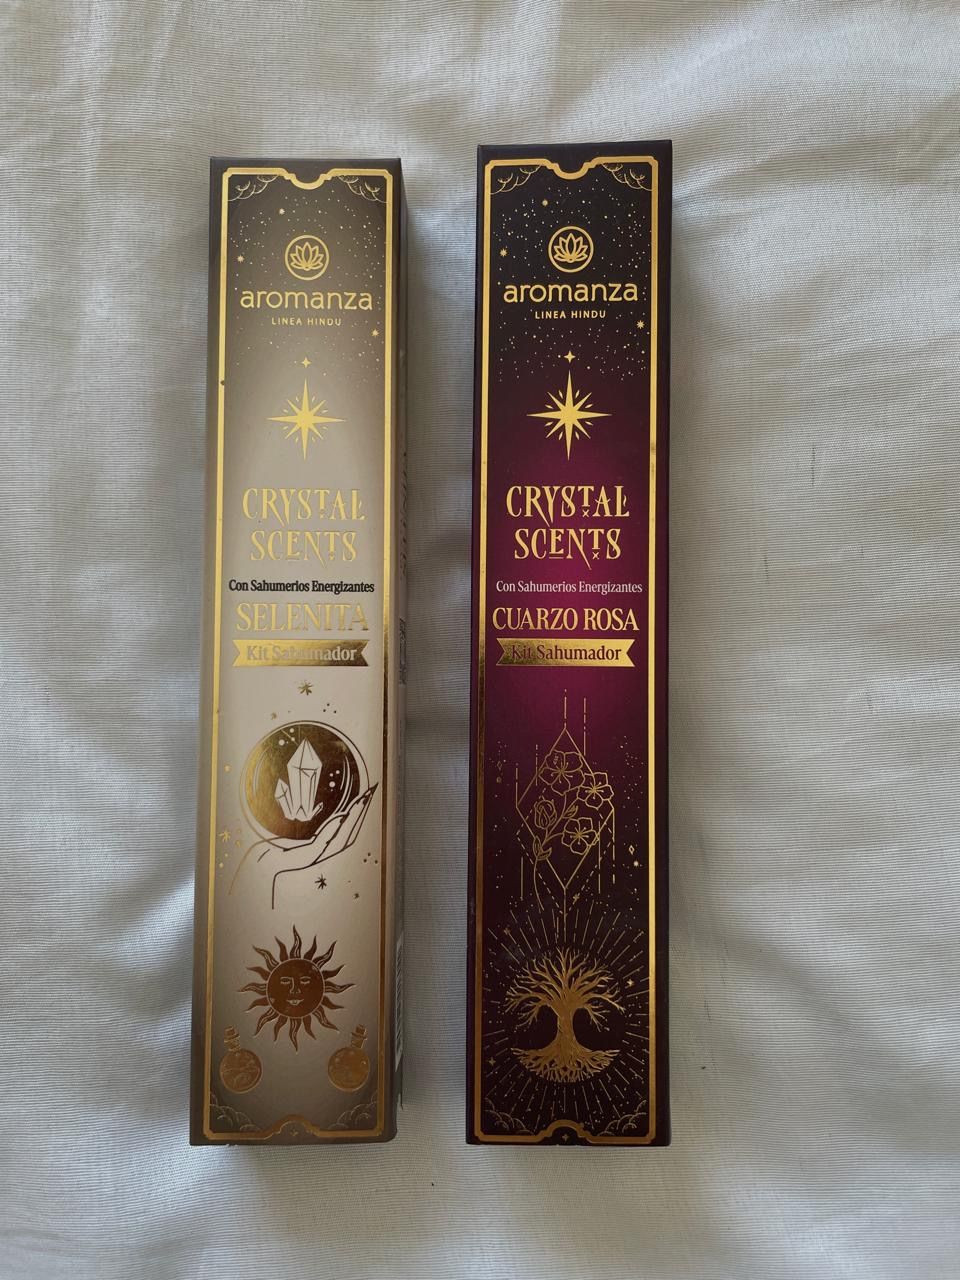 aromanza
LINEA HINDU
CRYSTAL
SCENTS
Con Sahumerios Energizantes
SELENITA
Kit Sahumador
aromanza
LINEA HINDU
CRYSTAL
SCENTS
Con Sahumerios Energizantes
CUARZO ROSA
Kit Sahumador